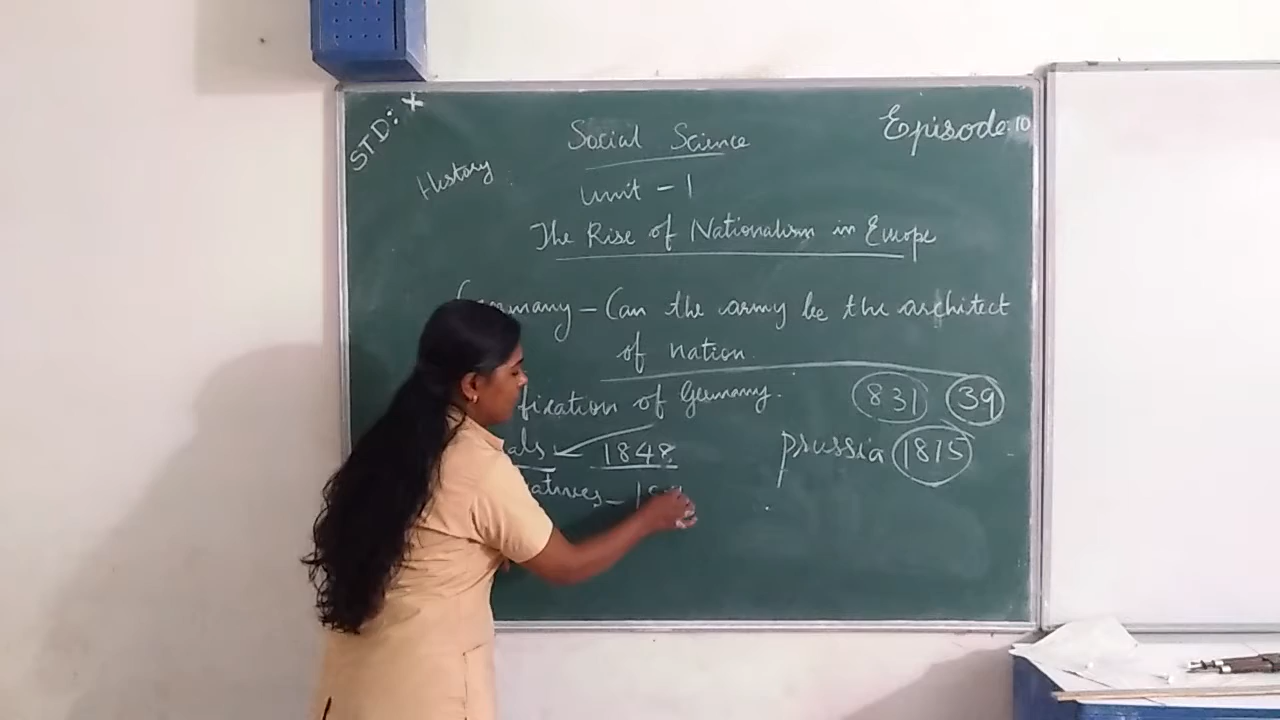 STD: X
Episode: 10
Social Science
History
Unit - 1
The Rise of Nationalism in Europe
Germany - Can the army be the architect
of nation.
fication of Germany.
831 39
als 1848
Prussia 1815
atives - 18